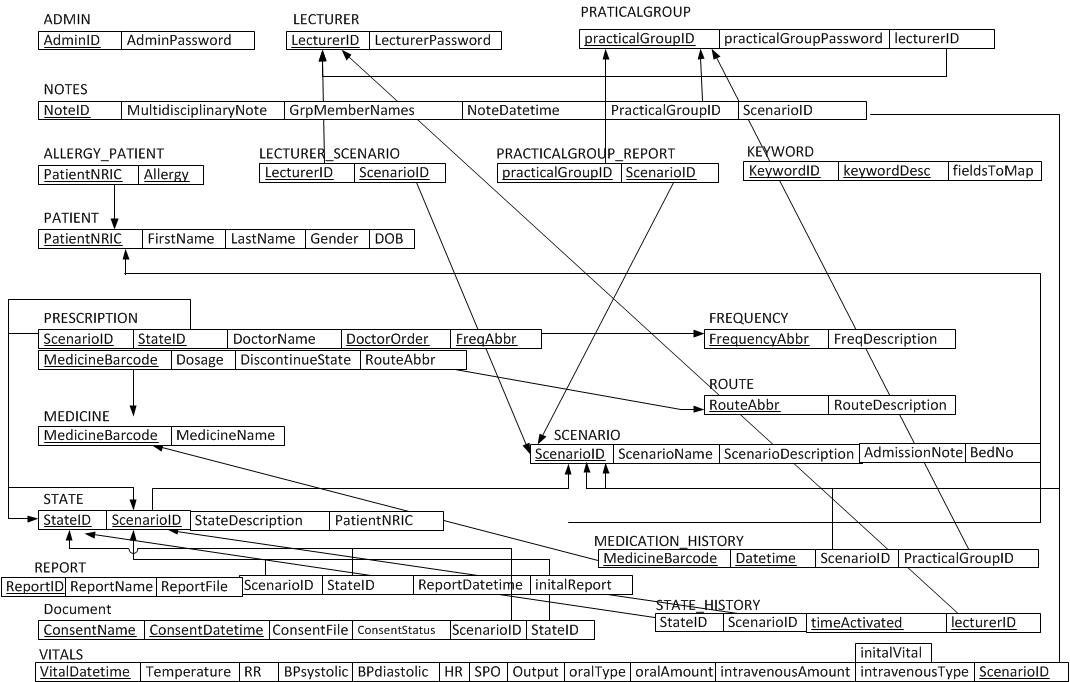 ADMIN
AdminID AdminPassword
LECTURER
LecturerID LecturerPassword
PRATICALGROUP
practicalGroupID practicalGroupPassword lecturerID
NOTES
NoteID MultidisciplinaryNote GrpMemberNames NoteDatetime PracticalGroupID ScenarioID
ALLERGY_PATIENT
PatientNRIC Allergy
LECTURER_SCENARIO
LecturerID ScenarioID
PRACTICALGROUP_REPORT
practicalGroupID ScenarioID
KEYWORD
KeywordID keywordDesc fieldsToMap
PATIENT
PatientNRIC FirstName LastName Gender DOB
PRESCRIPTION
ScenarioID StateID DoctorName DoctorOrder FreqAbbr
MedicineBarcode Dosage DiscontinueState RouteAbbr
FREQUENCY
FrequencyAbbr FreqDescription
ROUTE
RouteAbbr RouteDescription
MEDICINE
MedicineBarcode MedicineName
SCENARIO
ScenarioID ScenarioName ScenarioDescription AdmissionNote BedNo
STATE
StateID ScenarioID StateDescription PatientNRIC
MEDICATION_HISTORY
MedicineBarcode Datetime ScenarioID PracticalGroupID
REPORT
ReportID ReportName ReportFile ScenarioID StateID ReportDatetime initalReport
STATE_HISTORY
StateID ScenarioID timeActivated lecturerID
Document
ConsentName ConsentDatetime ConsentFile ConsentStatus ScenarioID StateID
VITALS
initalVital
VitalDatetime Temperature RR BPsystolic BPdiastolic HR SPO Output oralType oralAmount intravenousAmount intravenousType ScenarioID